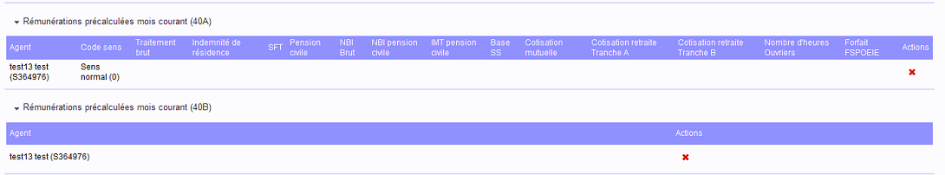 Rémunérations précalculées mois courant (40A)
Agent Code sens Traitement brut Indemnité de résidence SFT Pension civile NBI Brut NBI pension civile IMT pension civile Base SS Cotisation mutuelle Cotisation retraite Tranche A Cotisation retraite Tranche B Nombre d'heures Ouvriers Forfait FSPOEIE Actions
test13 test (S364976) Sens normal (0)
Rémunérations précalculées mois courant (40B)
Agent Actions
test13 test (S364976)